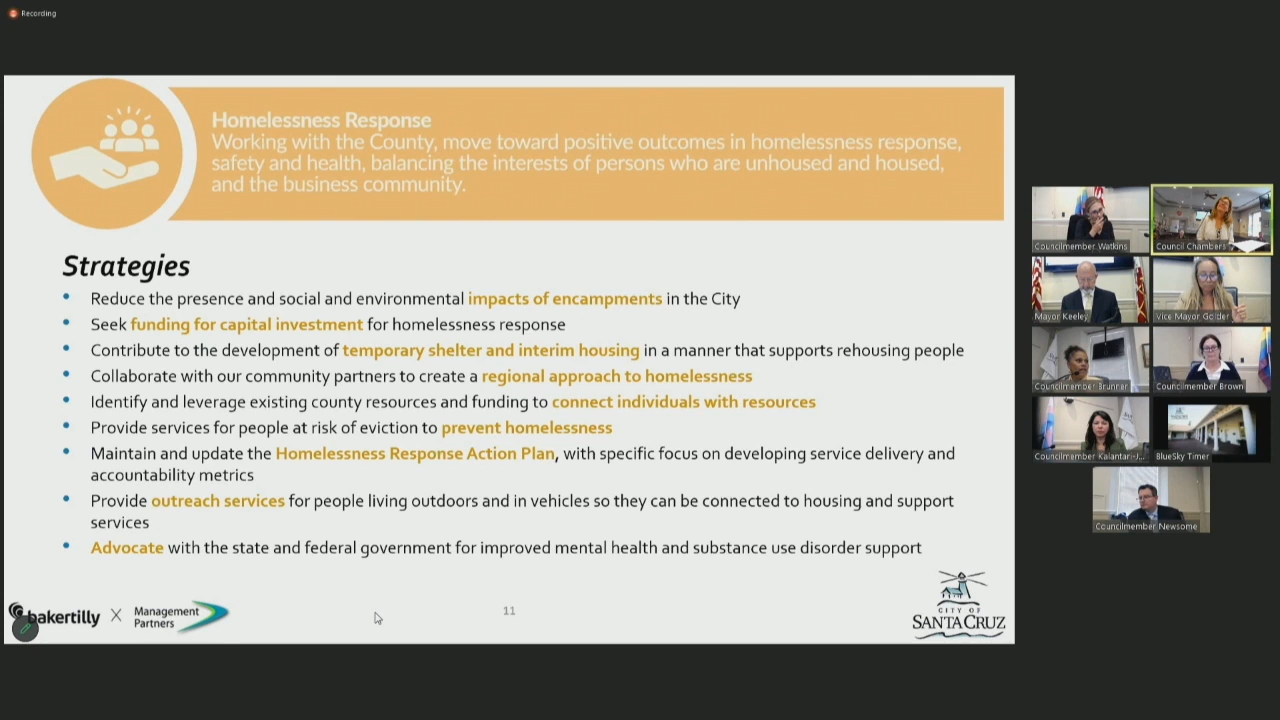 Recording
Homelessness Response
Working with the County, move toward positive outcomes in homelessness response,
safety and health, balancing the interests of persons who are unhoused and housed,
and the business community.
Strategies
Reduce the presence and social and environmental impacts of encampments in the City
Seek funding for capital investment for homelessness response
Contribute to the development of temporary shelter and interim housing in a manner that supports rehousing people
Collaborate with our community partners to create a regional approach to homelessness
Identify and leverage existing county resources and funding to connect individuals with resources
Provide services for people at risk of eviction to prevent homelessness
Maintain and update the Homelessness Response Action Plan, with specific focus on developing service delivery and
accountability metrics
Provide outreach services for people living outdoors and in vehicles so they can be connected to housing and support
services
Advocate with the state and federal government for improved mental health and substance use disorder support
bakertilly X Management
Partners
11
CITY OF
SANTA CRUZ
Councilmember Watkins
Council Chambers
Mayor Keeley
Vice Mayor Golder
Councilmember Brunner
Councilmember Brown
Councilmember Kalantari-J...
BlueSky Timer
Councilmember Newsome